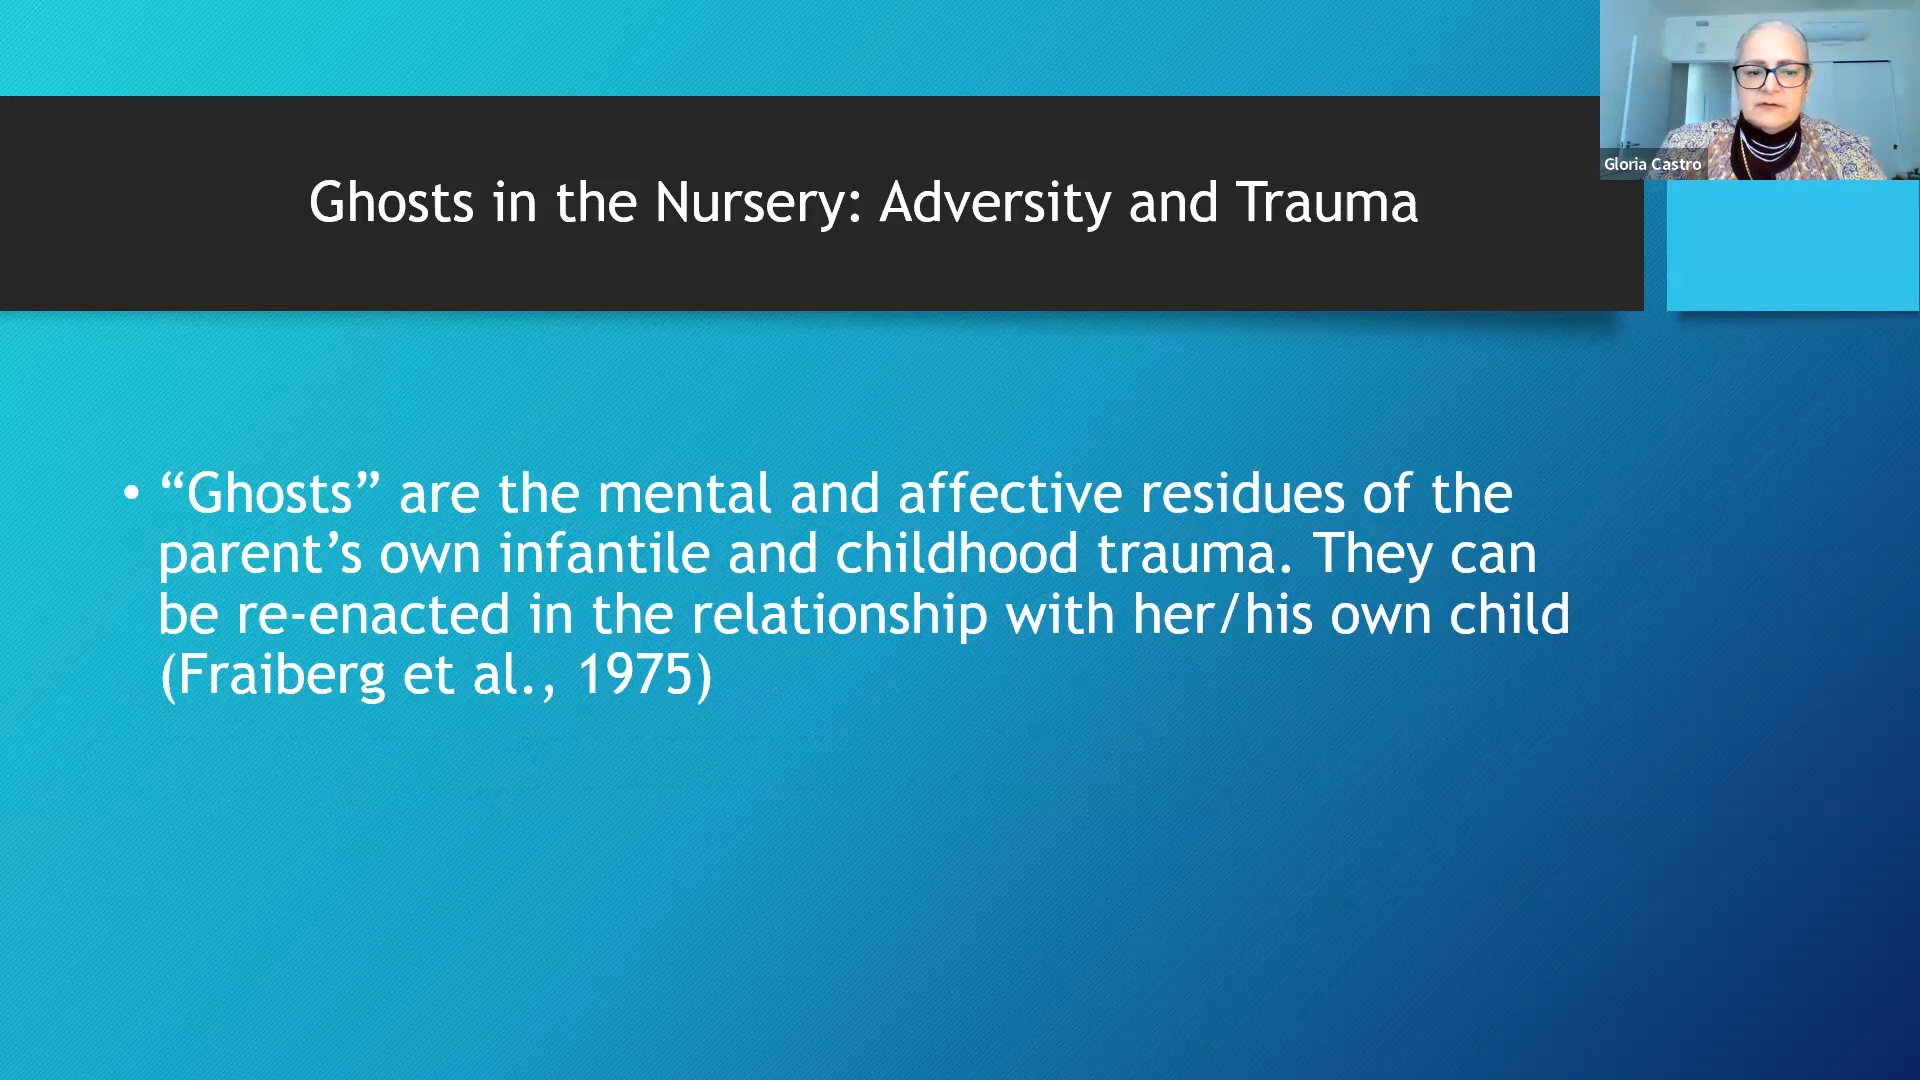 Gloria Castro
Ghosts in the Nursery: Adversity and Trauma
• “Ghosts” are the mental and affective residues of the
parent’s own infantile and childhood trauma. They can
be re-enacted in the relationship with her/his own child
(Fraiberg et al., 1975)